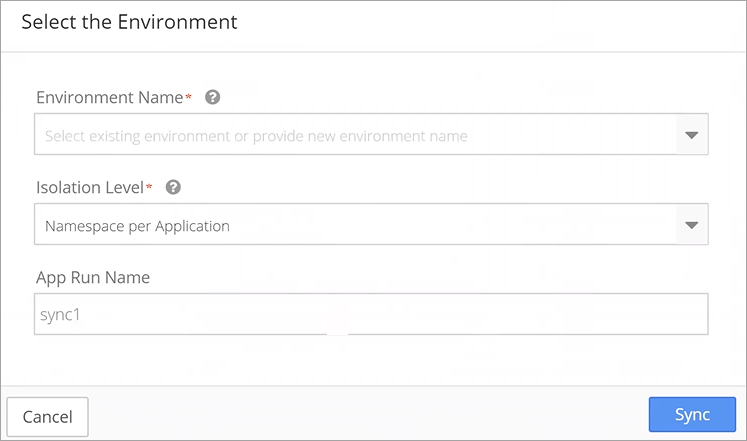 Select the Environment
Environment Name*
Select existing environment or provide new environment name
Isolation Level*
Namespace per Application
App Run Name
sync1
Cancel
Sync